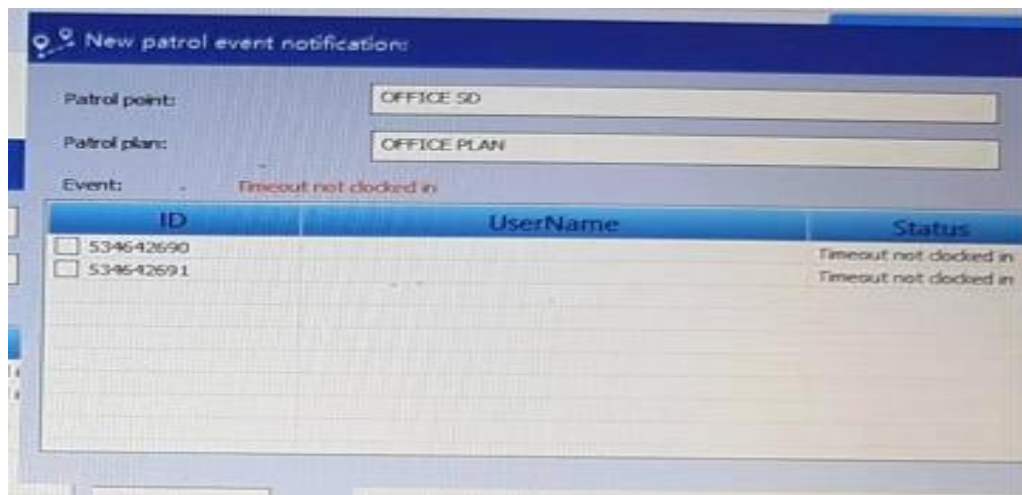 New patrol event notification:
Patrol point: OFFICE SD
Patrol plan: OFFICE PLAN
Event: Timeout not clocked in
ID UserName Status
534642690 Timeout not clocked in
534642691 Timeout not clocked in